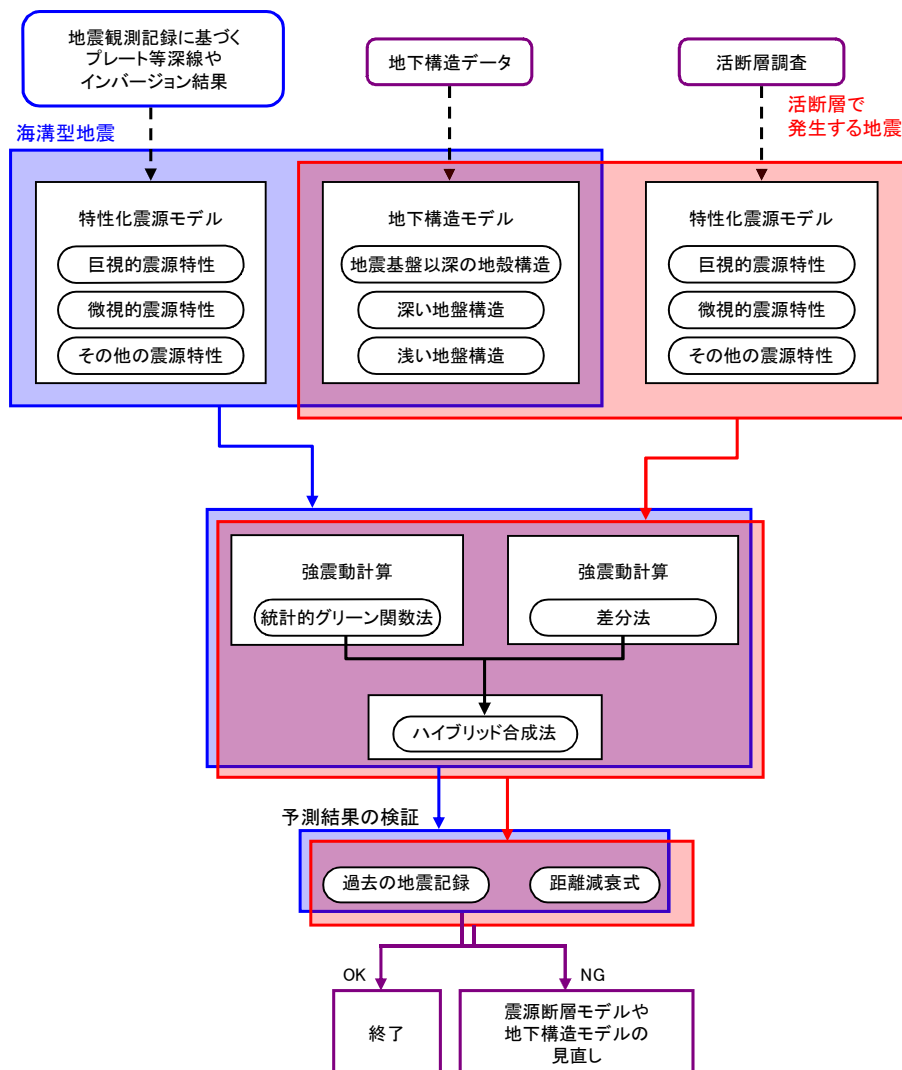 地震観測記録に基づく
プレート等深線や
インバージョン結果
地下構造データ
活断層調査
海溝型地震
活断層で
発生する地震
特性化震源モデル
巨視的震源特性
微視的震源特性
その他の震源特性
地下構造モデル
地震基盤以深の地殻構造
深い地盤構造
浅い地盤構造
特性化震源モデル
巨視的震源特性
微視的震源特性
その他の震源特性
強震動計算
統計的グリーン関数法
強震動計算
差分法
ハイブリッド合成法
予測結果の検証
過去の地震記録
距離減衰式
OK
NG
終了
震源断層モデルや
地下構造モデルの
見直し